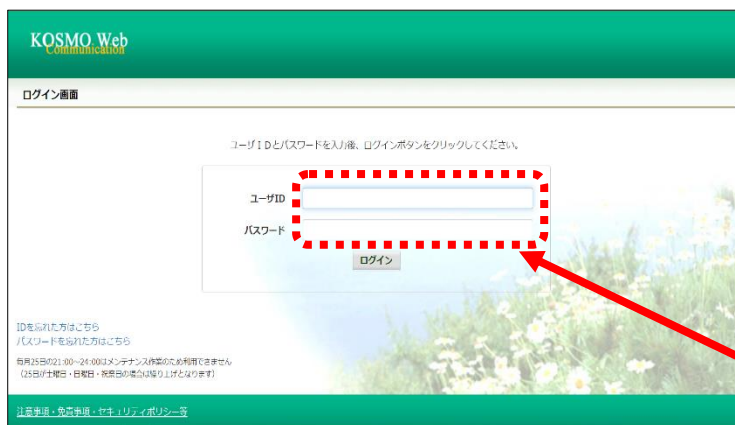 KOSMO Web
Communication
ログイン画面
ユーザIDとパスワードを入力後、ログインボタンをクリックしてください。
ユーザID
パスワード
ログイン
IDを忘れた方はこちら
パスワードを忘れた方はこちら
毎月25日の21:00～24:00はメンテナンス作業のため利用できません
（25日が土曜日・日曜日・祝祭日の場合は繰り上げとなります）
注意事項・免責事項・セキュリティポリシー等